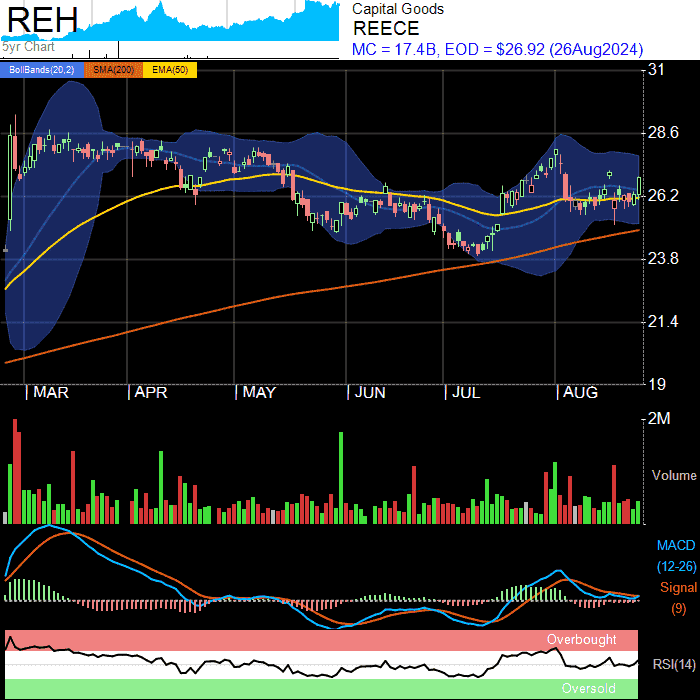 REH
5yr Chart
Capital Goods
REECE
MC = 17.4B, EOD = $26.92 (26Aug2024)
BollBands(20,2) SMA(200) EMA(50)
31
28.6
26.2
23.8
21.4
19
MAR APR MAY JUN JUL AUG
2M
Volume
MACD
(12-26)
Signal
(9)
Overbought
RSI(14)
Oversold